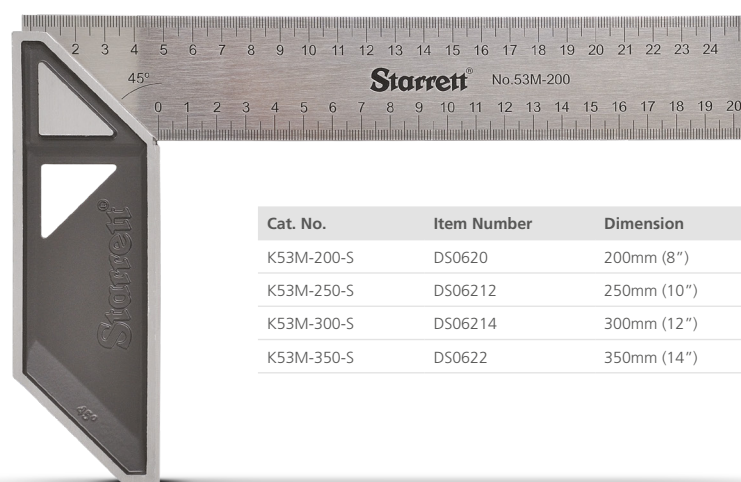 2 3 4 5 6 7 8 9 10 11 12 13 14 15 16 17 18 19 20 21 22 23 24
45º
Starrett® No.53M-200
0 1 2 3 4 5 6 7 8 9 10 11 12 13 14 15 16 17 18 19 20
Starrett®
45º
Cat. No. Item Number Dimension
K53M-200-S DS0620 200mm (8”)
K53M-250-S DS06212 250mm (10”)
K53M-300-S DS06214 300mm (12”)
K53M-350-S DS0622 350mm (14”)